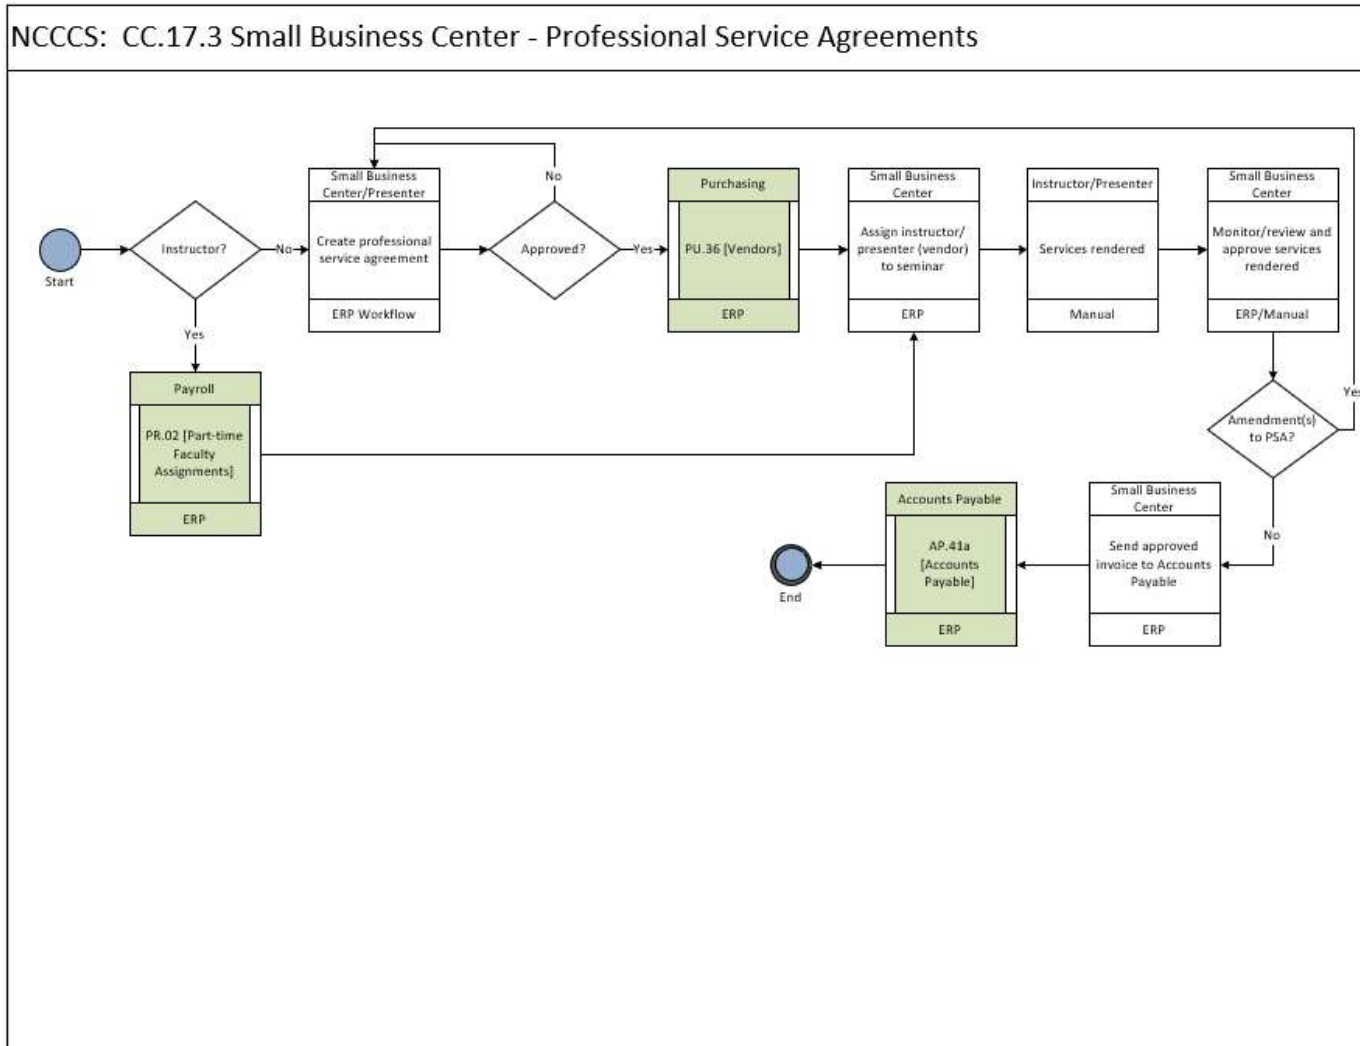 NCCCS:  CC.17.3 Small Business Center - Professional Service Agreements
Start
Instructor?
No
Yes
Small Business
Center/Presenter
Create professional
service agreement
ERP Workflow
No
Approved?
Yes
Purchasing
PU.36 [Vendors]
ERP
Small Business
Center
Assign instructor/
presenter (vendor)
to seminar
ERP
Instructor/Presenter
Services rendered
Manual
Small Business
Center
Monitor/review and
approve services
rendered
ERP/Manual
Payroll
PR.02 [Part-time
Faculty
Assignments]
ERP
Amendment(s)
to PSA?
Yes
No
Small Business
Center
Send approved
invoice to Accounts
Payable
ERP
Accounts Payable
AP.41a
[Accounts
Payable]
ERP
End